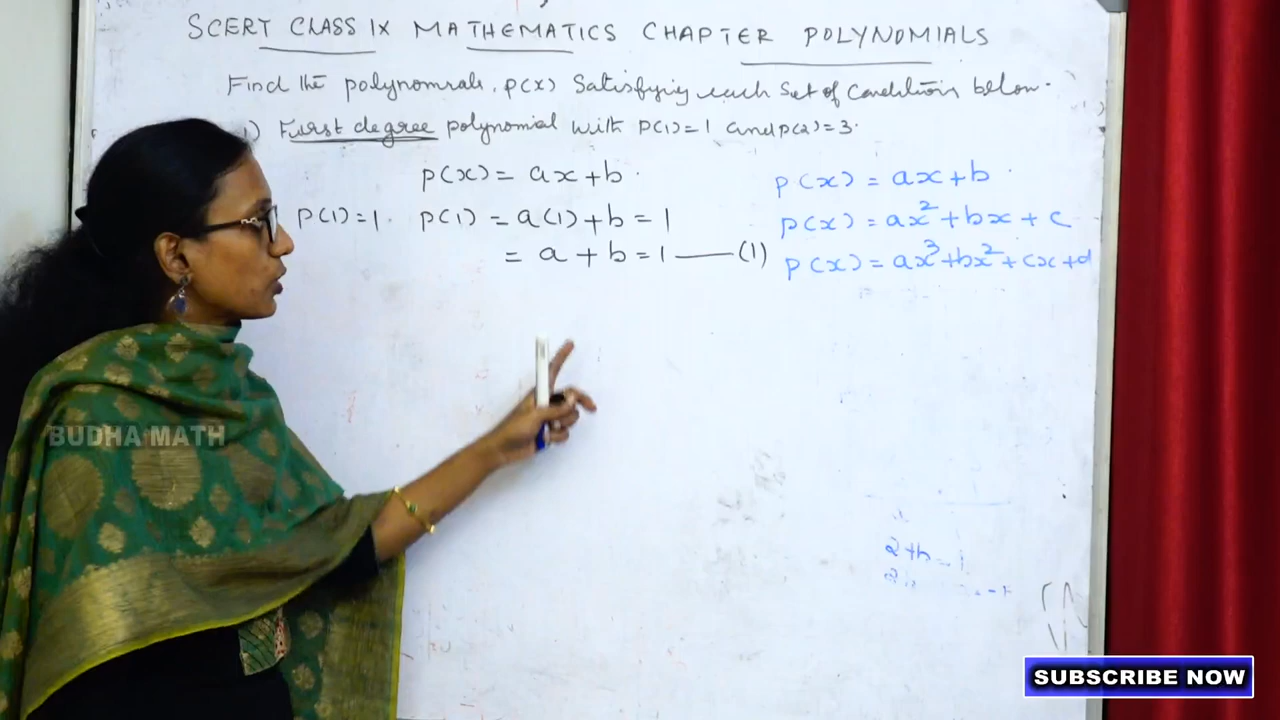 SCERT CLASS IX MATHEMATICS CHAPTER POLYNOMIALS
Find the polynomials, p(x) Satisfying each Set of Conditions below.
1) First degree polynomial with P(1)=1 and p(2)=3.
p(x) = ax+b.
P(1)=1. p(1) = a(1)+b = 1
= a+b=1 —— (1)
p(x) = ax+b.
p(x) = ax²+bx+c
p(x) = ax³+bx²+cx+d
BUDHA MATH
SUBSCRIBE NOW